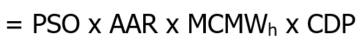 = PSO x AAR x MCMWₕ x CDP